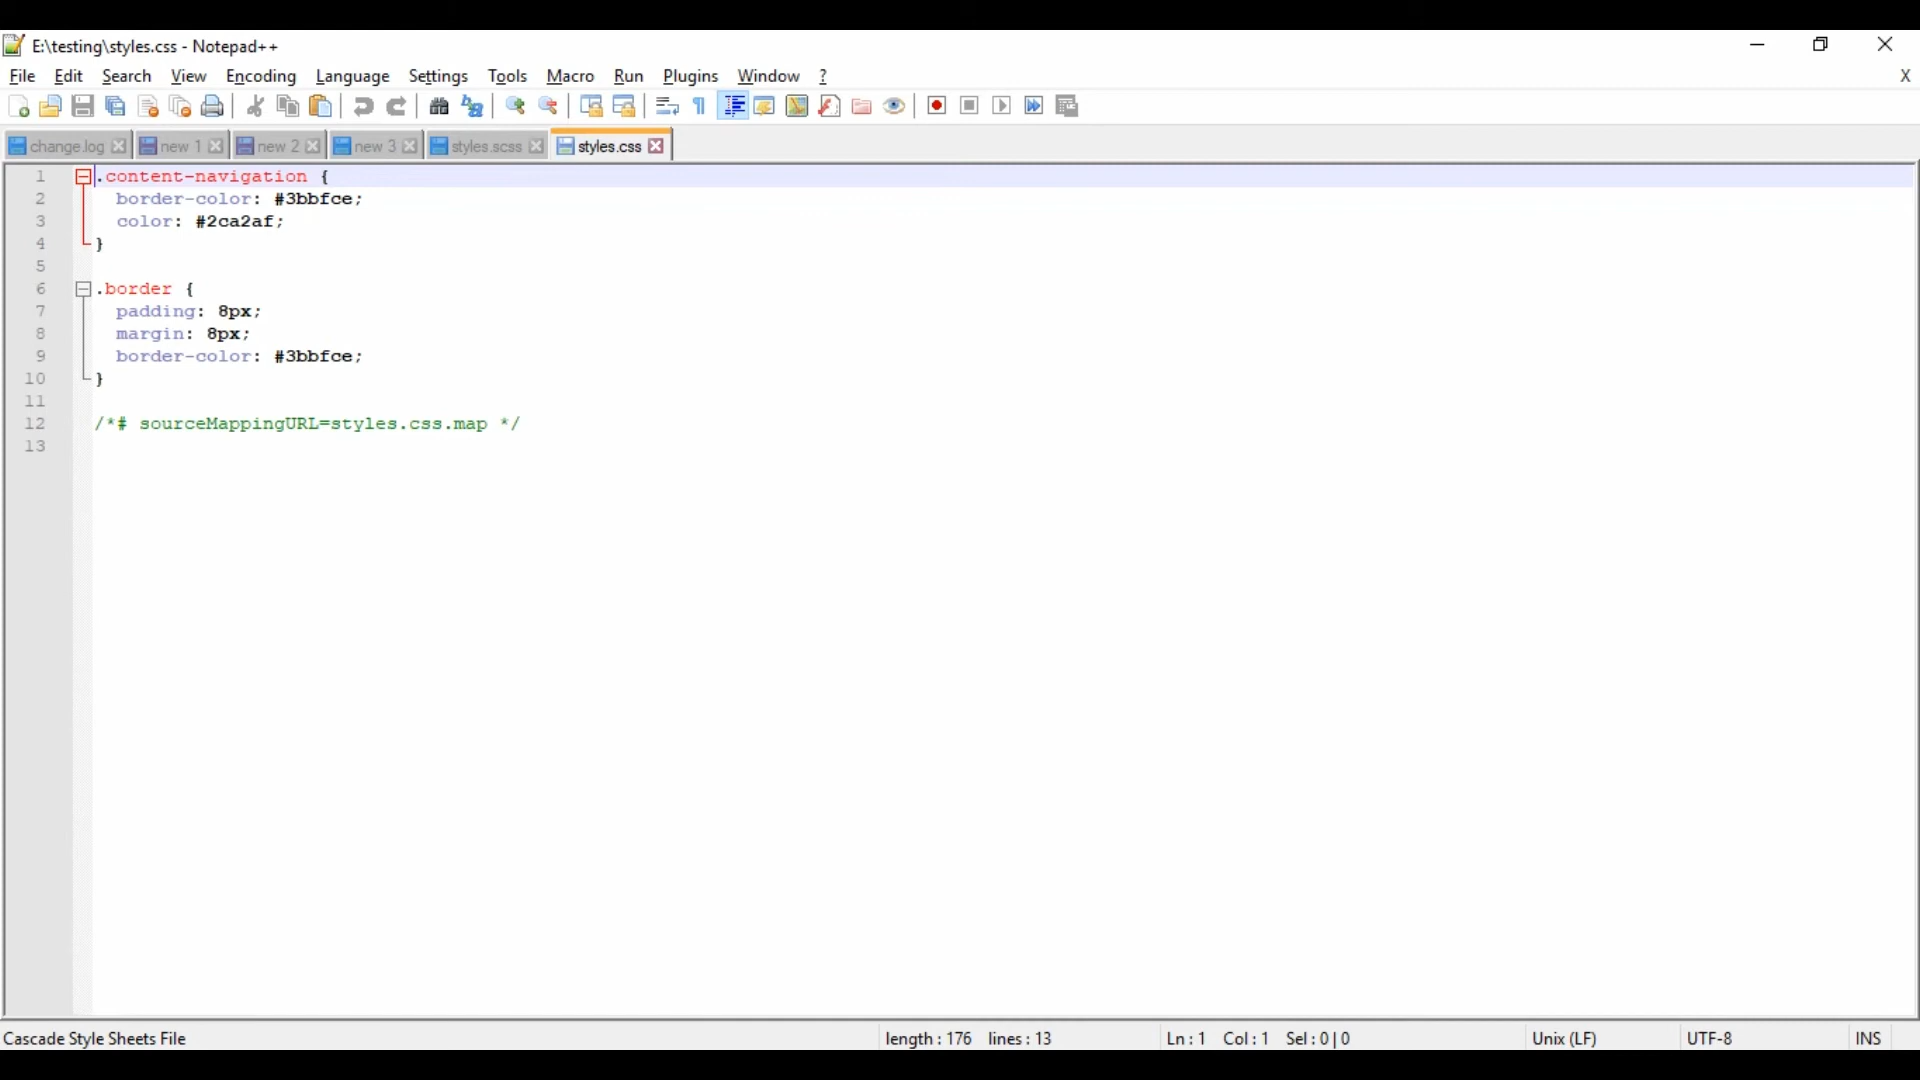 E:\testing\styles.css - Notepad++
File Edit Search View Encoding Language Settings Tools Macro Run Plugins Window ? X
change.log new 1 new 2 new 3 styles.scss styles.css
1 .content-navigation {
2 border-color: #3bbfce;
3 color: #2ca2af;
4 }
5
6 .border {
7 padding: 8px;
8 margin: 8px;
9 border-color: #3bbfce;
10 }
11
12 /*# sourceMappingURL=styles.css.map */
13
Cascade Style Sheets File length : 176 lines : 13 Ln : 1 Col : 1 Sel : 0 | 0 Unix (LF) UTF-8 INS